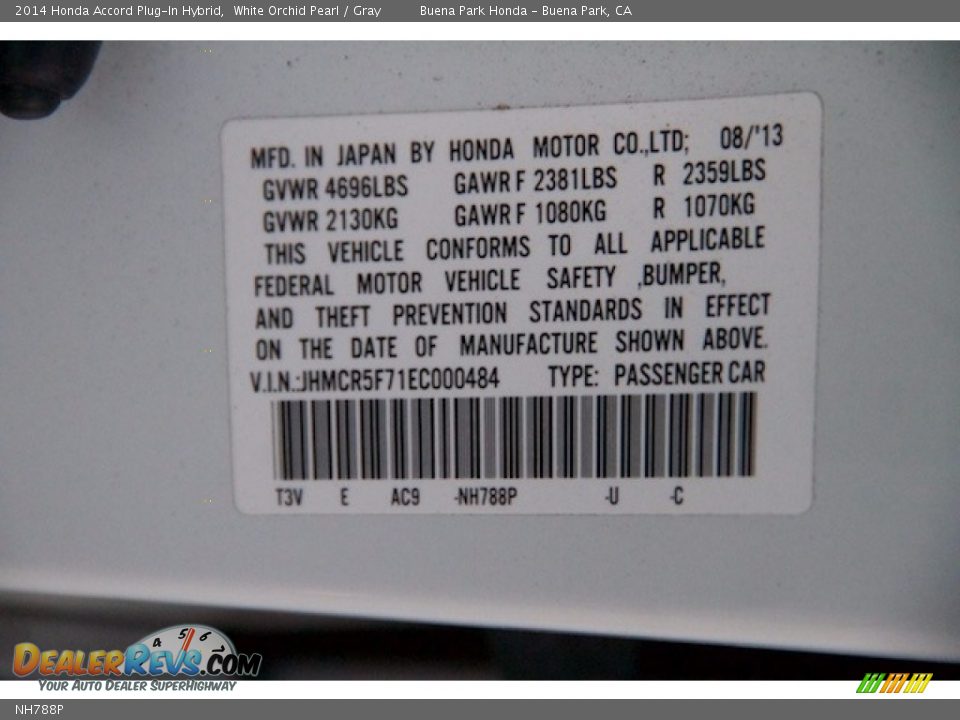 2014 Honda Accord Plug-In Hybrid,  White Orchid Pearl / Gray    Buena Park Honda - Buena Park, CA
MFD. IN JAPAN BY HONDA MOTOR CO.,LTD; 08/'13
GVWR 4696LBS GAWR F 2381LBS R 2359LBS
GVWR 2130KG GAWR F 1080KG R 1070KG
THIS VEHICLE CONFORMS TO ALL APPLICABLE
FEDERAL MOTOR VEHICLE SAFETY ,BUMPER,
AND THEFT PREVENTION STANDARDS IN EFFECT
ON THE DATE OF MANUFACTURE SHOWN ABOVE.
V.I.N.:JHMCR5F71EC000484 TYPE: PASSENGER CAR
T3V E AC9 -NH788P -U -C
4 5 6
DEALERREVS.COM
YOUR AUTO DEALER SUPERHIGHWAY
NH788P